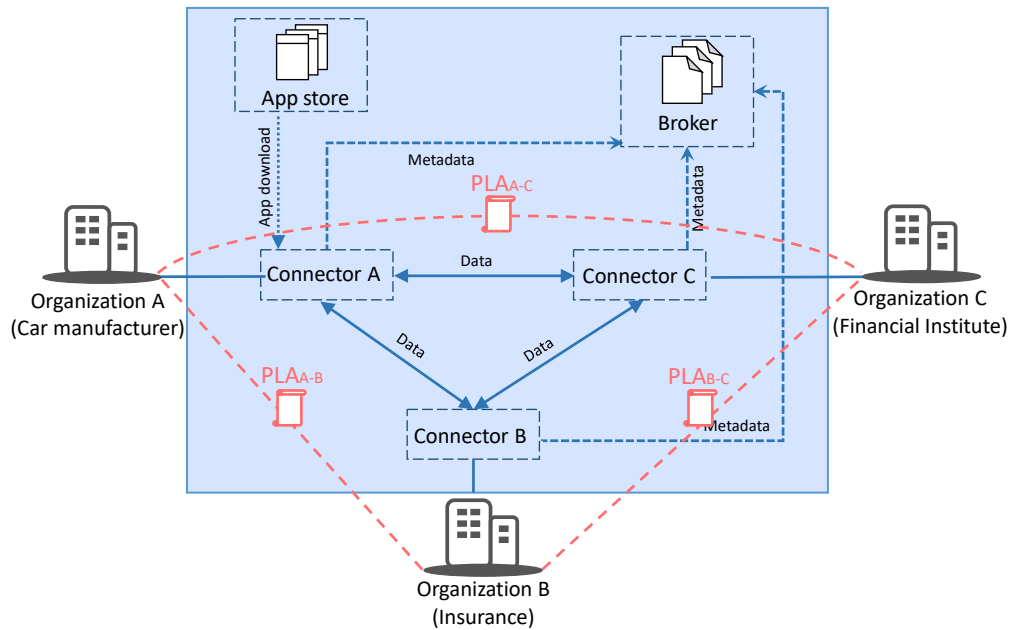 App store
Broker
App download
Metadata
Metadata
PLAA-C
Connector A
Data
Connector C
Organization A
(Car manufacturer)
Organization C
(Financial Institute)
Data
Data
PLAA-B
PLAB-C
Connector B
Metadata
Organization B
(Insurance)